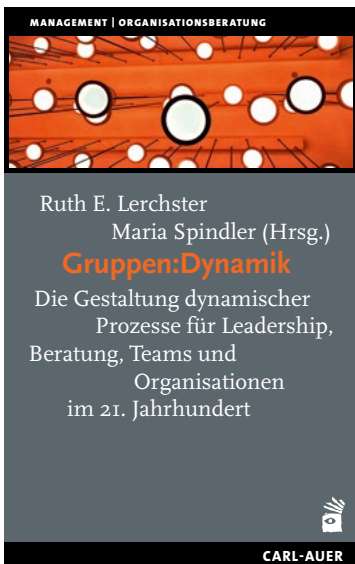 MANAGEMENT | ORGANISATIONSBERATUNG
Ruth E. Lerchster
Maria Spindler (Hrsg.)
Gruppen:Dynamik
Die Gestaltung dynamischer
Prozesse für Leadership,
Beratung, Teams und
Organisationen
im 21. Jahrhundert
CARL-AUER